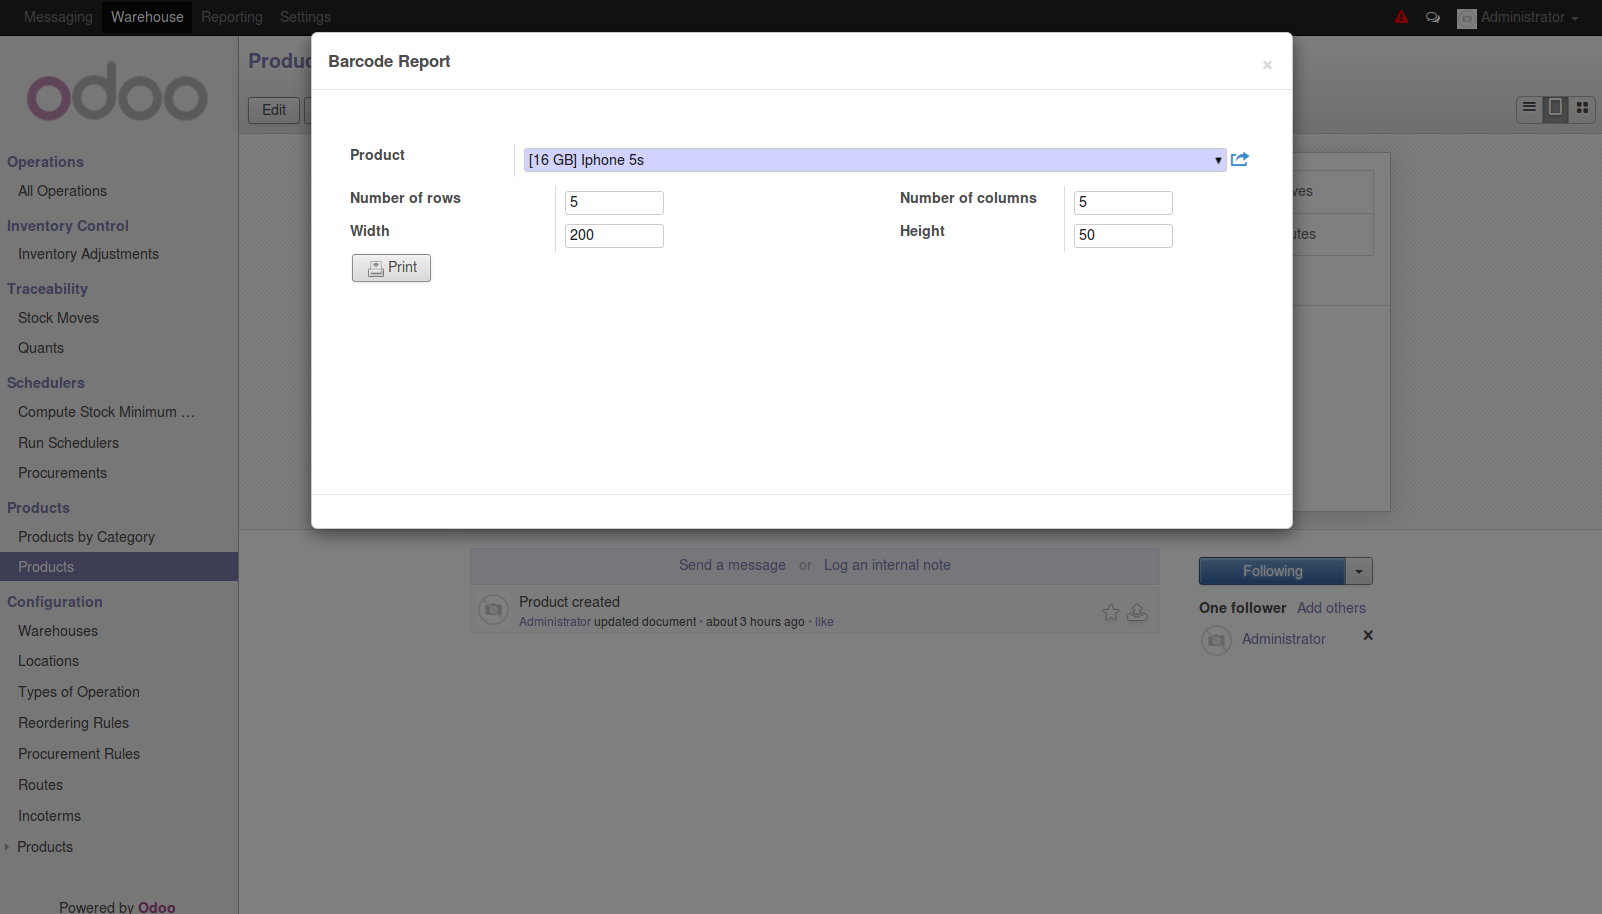 Messaging Warehouse Reporting Settings Administrator
odoo
Operations
All Operations
Inventory Control
Inventory Adjustments
Traceability
Stock Moves
Quants
Schedulers
Compute Stock Minimum ...
Run Schedulers
Procurements
Products
Products by Category
Products
Configuration
Warehouses
Locations
Types of Operation
Reordering Rules
Procurement Rules
Routes
Incoterms
Products
Powered by Odoo
Produc
Edit
Barcode Report
×
Product [16 GB] Iphone 5s
Number of rows 5 Number of columns 5
Width 200 Height 50
Print
ves
utes
Send a message or Log an internal note
Product created
Administrator updated document • about 3 hours ago • like
Following
One follower Add others
Administrator ×